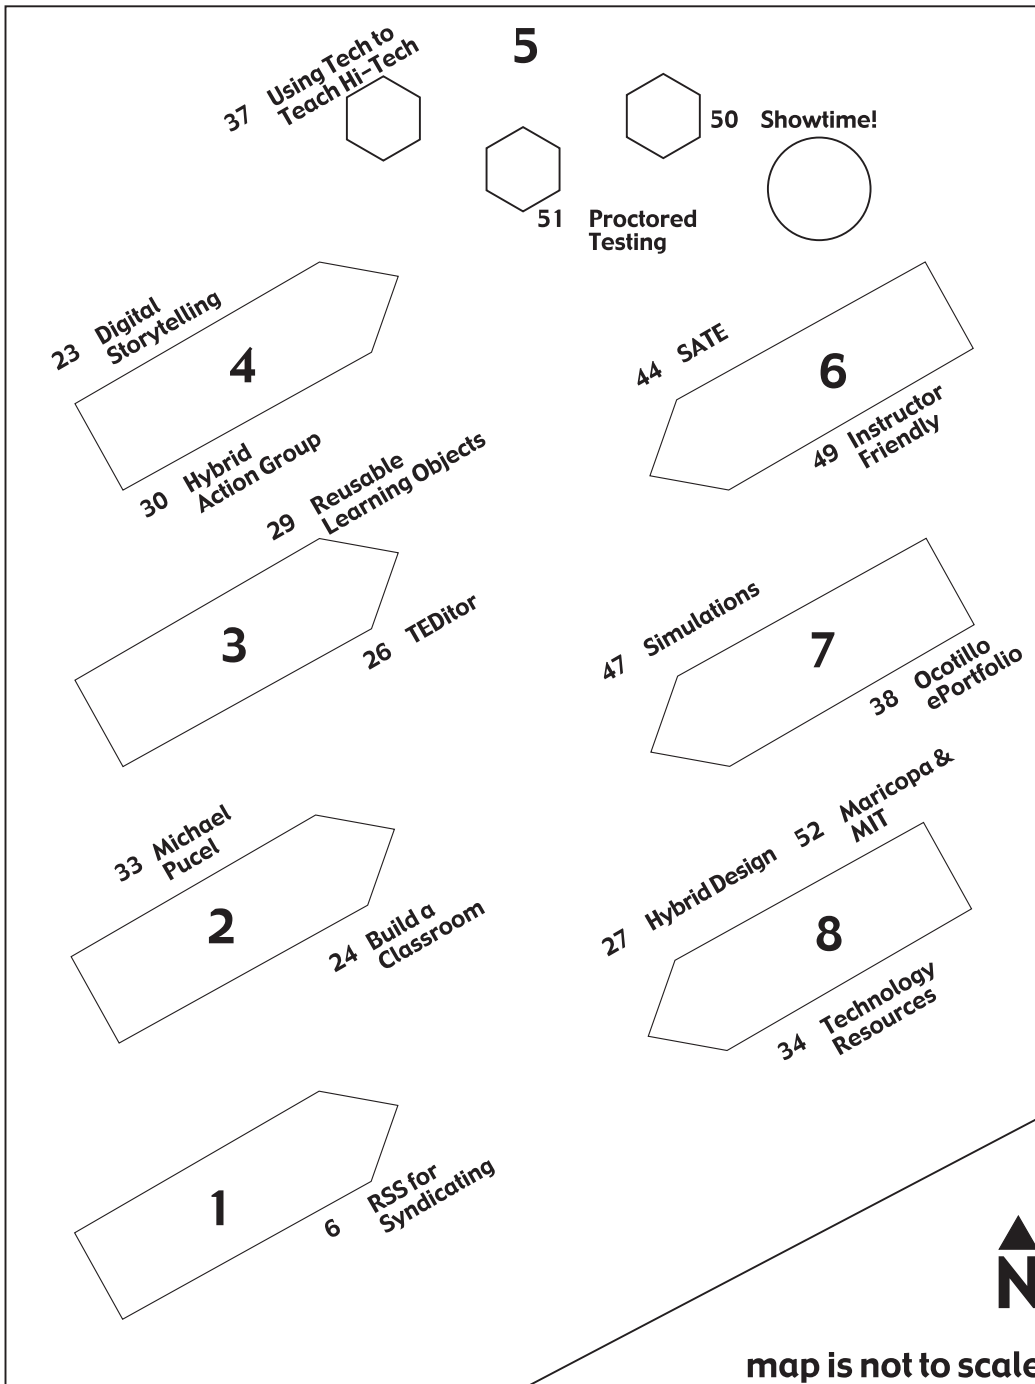 5
37 Using Tech to
Teach Hi-Tech
50 Showtime!
51 Proctored
Testing
23 Digital
Storytelling
4
30 Hybrid
Action Group
44 SATE
6
49 Instructor
Friendly
29 Reusable
Learning Objects
3
26 TEDitor
47 Simulations
7
38 Ocotillo
ePortfolio
33 Michael
Pucel
2
24 Build a
Classroom
52 Maricopa &
MIT
27 Hybrid Design
8
34 Technology
Resources
1
6 RSS for
Syndicating
N
map is not to scale